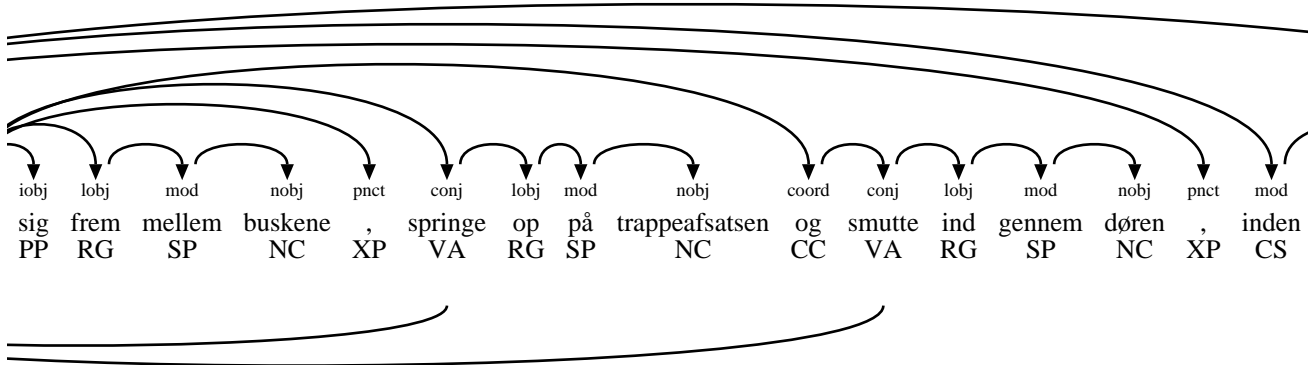 iobj lobj mod nobj pnct conj lobj mod nobj coord conj lobj mod nobj pnct mod
sig frem mellem buskene , springe op på trappeafsatsen og smutte ind gennem døren , inden
PP RG SP NC XP VA RG SP NC CC VA RG SP NC XP CS